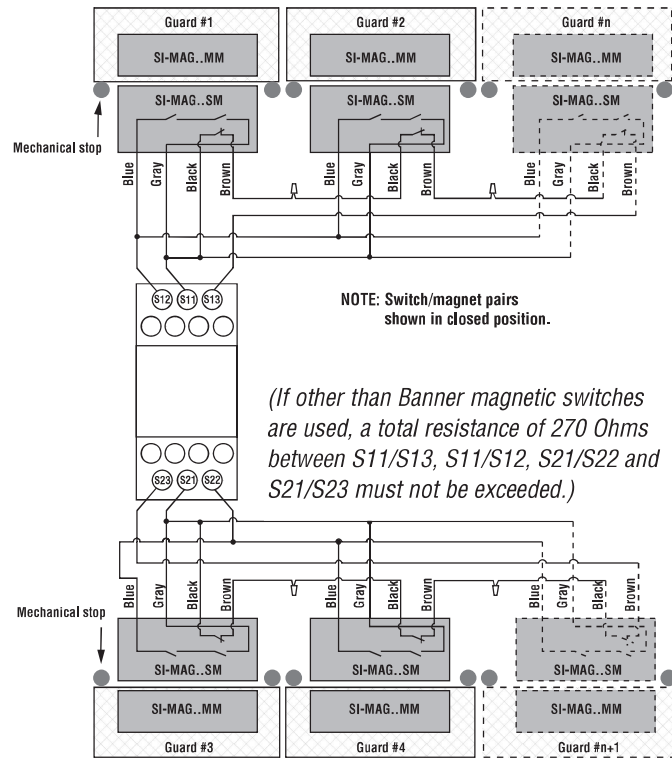 Guard #1
Guard #2
Guard #n
SI-MAG..MM
SI-MAG..MM
SI-MAG..MM
SI-MAG..SM
SI-MAG..SM
SI-MAG..SM
Mechanical stop
Blue
Gray
Black
Brown
Blue
Gray
Black
Brown
Blue
Gray
Black
Brown
S12
S11
S13
NOTE: Switch/magnet pairs
shown in closed position.
(If other than Banner magnetic switches
are used, a total resistance of 270 Ohms
between S11/S13, S11/S12, S21/S22 and
S21/S23 must not be exceeded.)
S23
S21
S22
Blue
Gray
Black
Brown
Blue
Gray
Black
Brown
Blue
Gray
Black
Brown
Mechanical stop
SI-MAG..SM
SI-MAG..SM
SI-MAG..SM
SI-MAG..MM
SI-MAG..MM
SI-MAG..MM
Guard #3
Guard #4
Guard #n+1